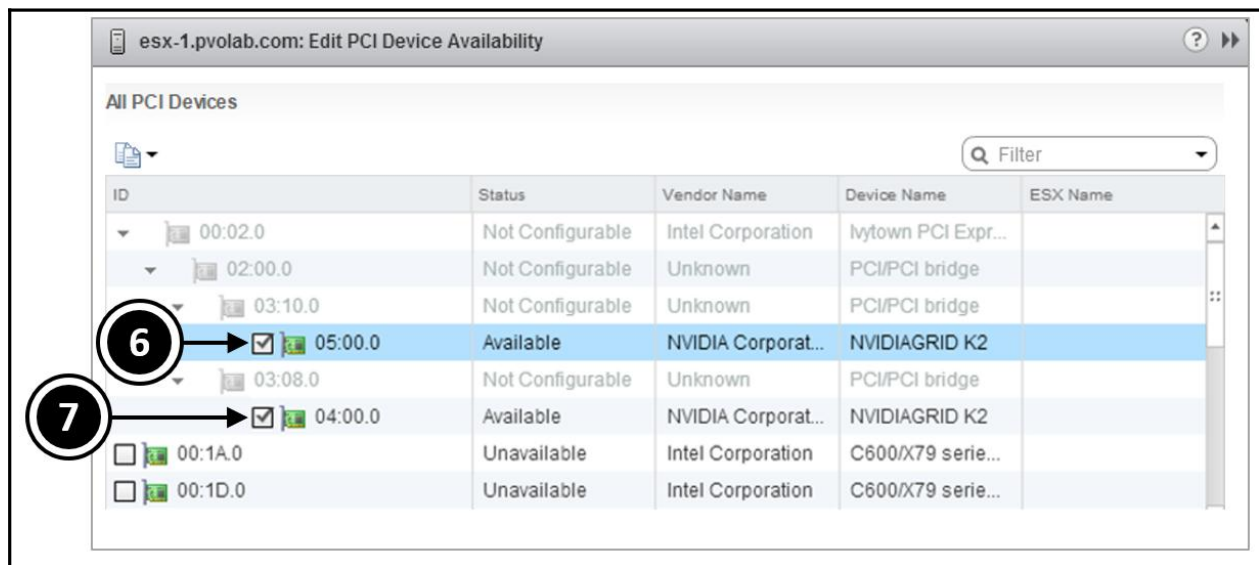 esx-1.pvolab.com: Edit PCI Device Availability ?
All PCI Devices
Filter
ID Status Vendor Name Device Name ESX Name
00:02.0 Not Configurable Intel Corporation Ivytown PCI Expr...
02:00.0 Not Configurable Unknown PCI/PCI bridge
03:10.0 Not Configurable Unknown PCI/PCI bridge
6 05:00.0 Available NVIDIA Corporat... NVIDIAGRID K2
03:08.0 Not Configurable Unknown PCI/PCI bridge
7 04:00.0 Available NVIDIA Corporat... NVIDIAGRID K2
00:1A.0 Unavailable Intel Corporation C600/X79 serie...
00:1D.0 Unavailable Intel Corporation C600/X79 serie...